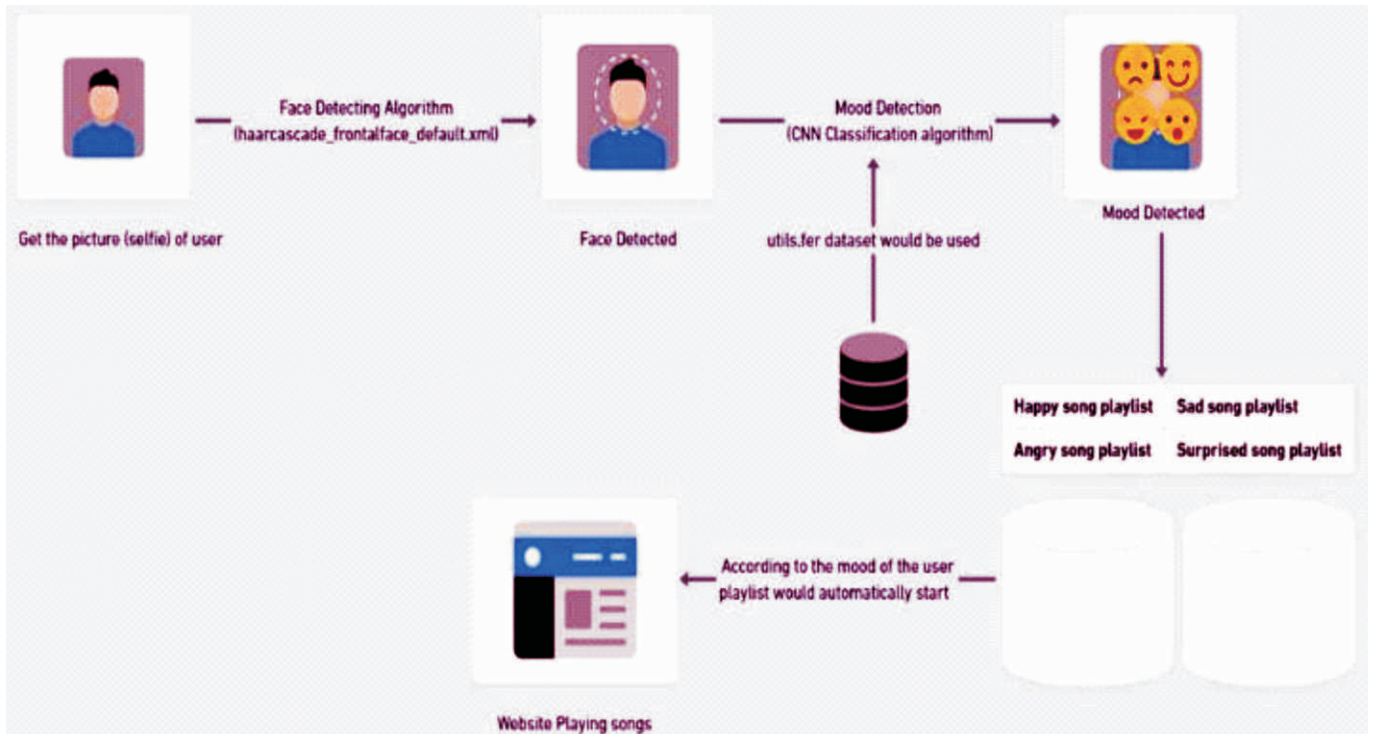 Face Detecting Algorithm
(haarcascade_frontalface_default.xml)
Mood Detection
(CNN Classification algorithm)
Get the picture (selfie) of user
Face Detected
utils.fer dataset would be used
Mood Detected
Happy song playlist
Sad song playlist
Angry song playlist
Surprised song playlist
According to the mood of the user
playlist would automatically start
Website Playing songs